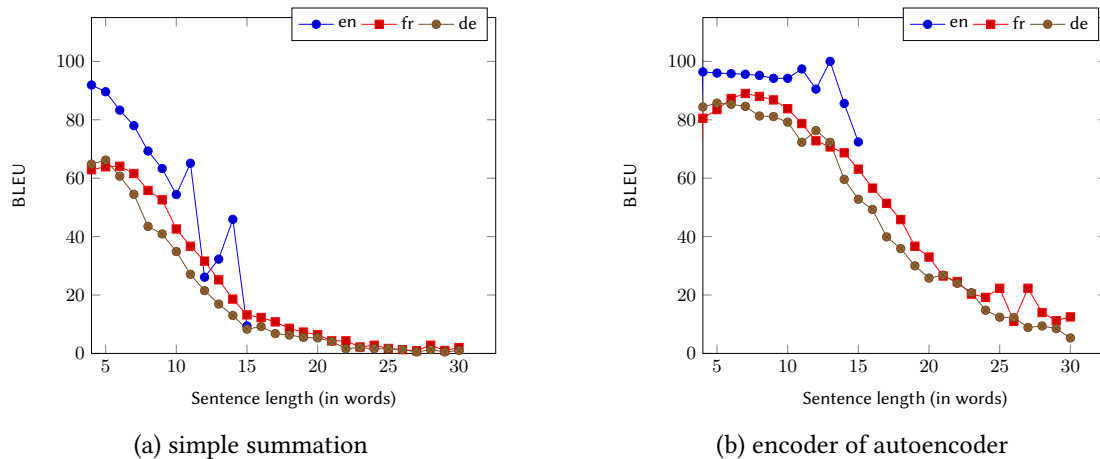 en fr de
100
80
60
40
20
0
BLEU
5 10 15 20 25 30
Sentence length (in words)
(a) simple summation
en fr de
100
80
60
40
20
0
BLEU
5 10 15 20 25 30
Sentence length (in words)
(b) encoder of autoencoder